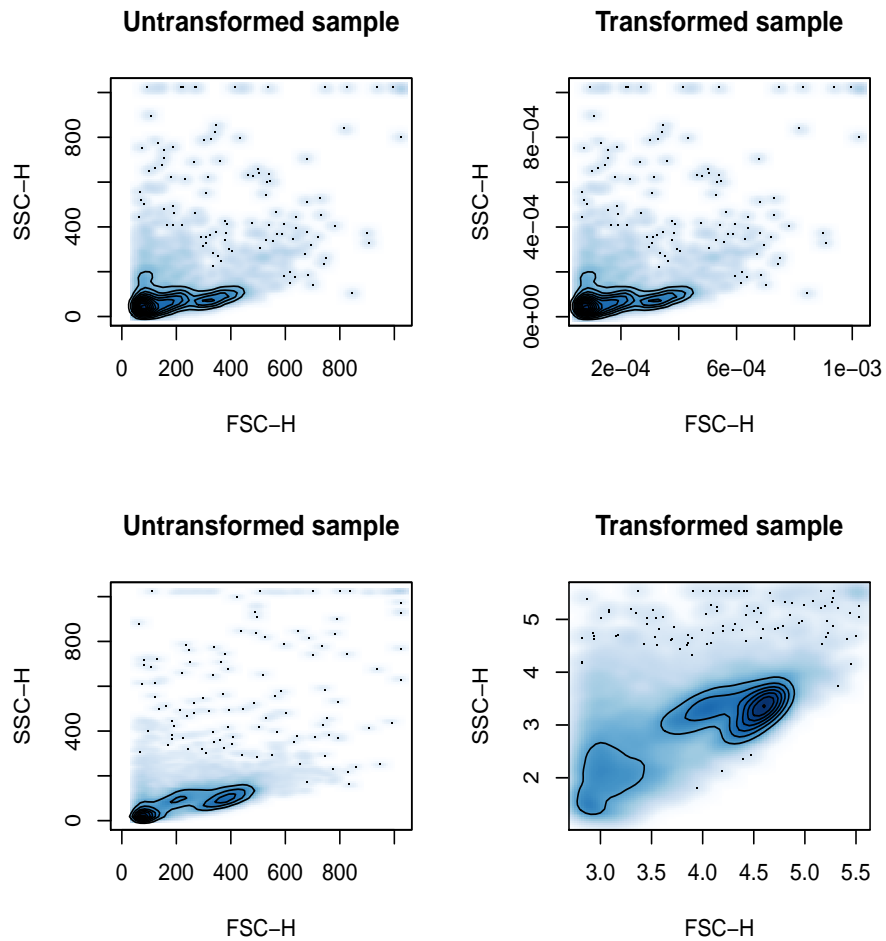 Untransformed sample
Transformed sample
SSC−H
0 400 800
0 200 400 600 800
FSC−H
SSC−H
0e+00 4e−04 8e−04
2e−04 6e−04 1e−03
FSC−H
Untransformed sample
Transformed sample
SSC−H
0 400 800
0 200 400 600 800
FSC−H
SSC−H
2 3 4 5
3.0 3.5 4.0 4.5 5.0 5.5
FSC−H